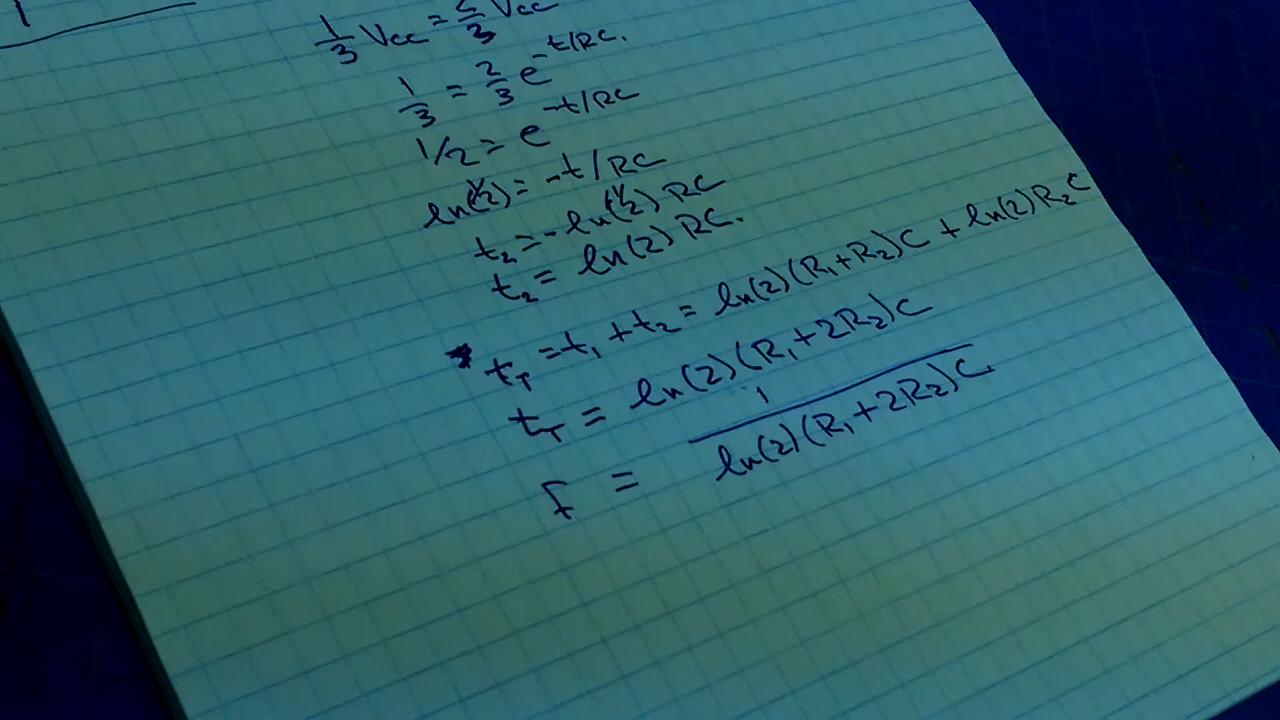 1/3 Vcc = 2/3 Vcc
1/3 = 2/3 e^-t/RC.
1/2 = e^-t/RC
ln(1/2) = -t/RC
t₂ = -ln(1/2) RC
t₂ = ln(2) RC.
t_T = t₁ + t₂ = ln(2)(R₁+R₂)C + ln(2)R₂C
t_T = ln(2)(R₁+2R₂)C
f = 1 / ln(2)(R₁+2R₂)C.